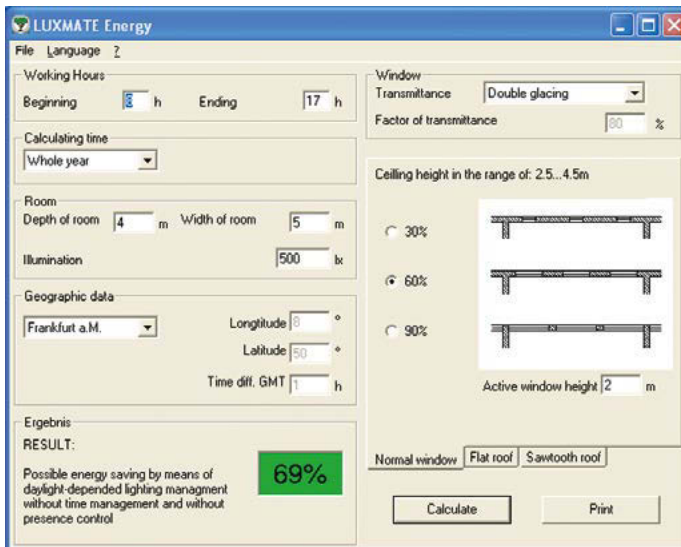 LUXMATE Energy
File Language ?
Working Hours
Beginning 8 h Ending 17 h
Calculating time
Whole year
Room
Depth of room 4 m Width of room 5 m
Illumination 500 lx
Geographic data
Frankfurt a.M.
Longtitude 8 °
Latitude 50 °
Time diff. GMT 1 h
Ergebnis
RESULT:
Possible energy saving by means of
daylight-depended lighting managment
without time management and without
presence control
69%
Window
Transmittance Double glacing
Factor of transmittance 80 %
Ceilling height in the range of: 2.5...4.5m
30%
60%
90%
Active window height 2 m
Normal window Flat roof Sawtooth roof
Calculate Print